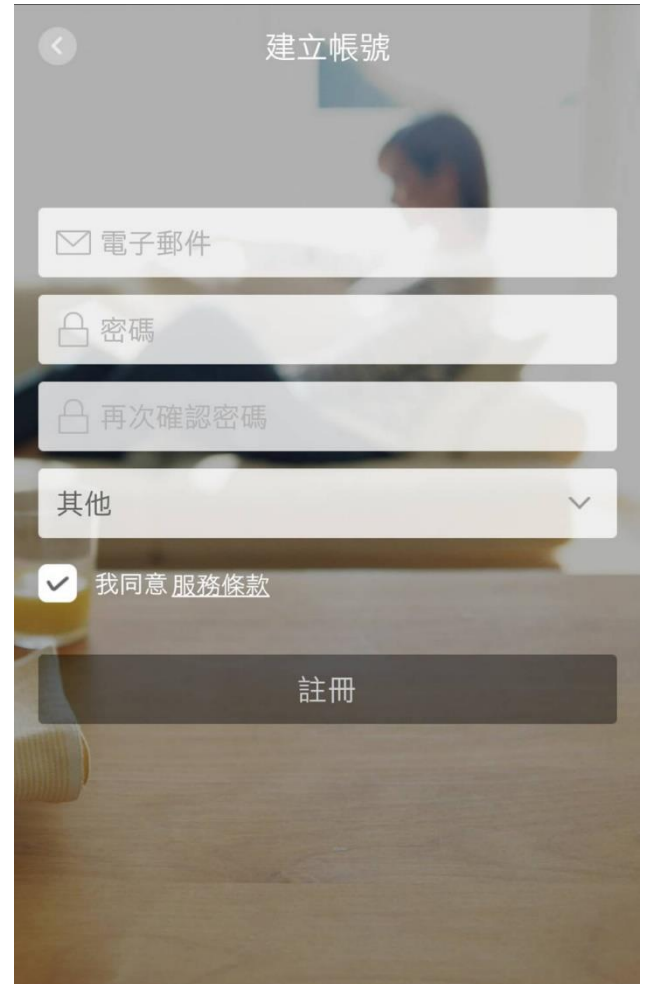 建立帳號
電子郵件
密碼
再次確認密碼
其他
我同意服務條款
註冊